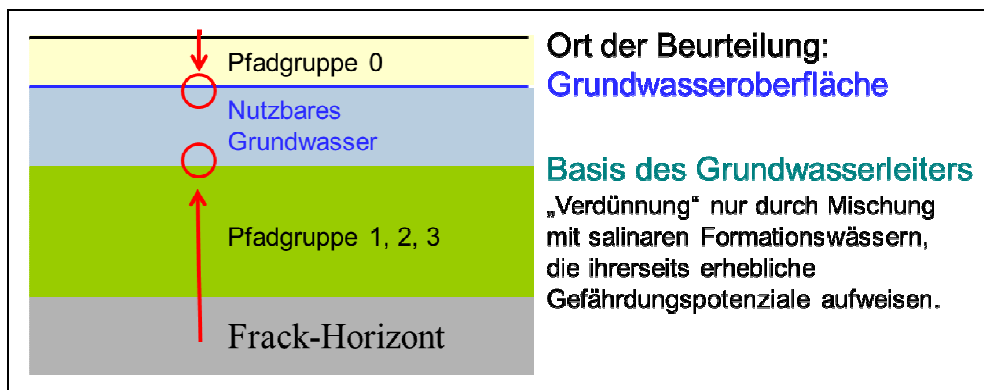 Pfadgruppe 0
Nutzbares
Grundwasser
Pfadgruppe 1, 2, 3
Frack-Horizont
Ort der Beurteilung:
Grundwasseroberfläche
Basis des Grundwasserleiters
„Verdünnung“ nur durch Mischung
mit salinaren Formationswässern,
die ihrerseits erhebliche
Gefährdungspotenziale aufweisen.